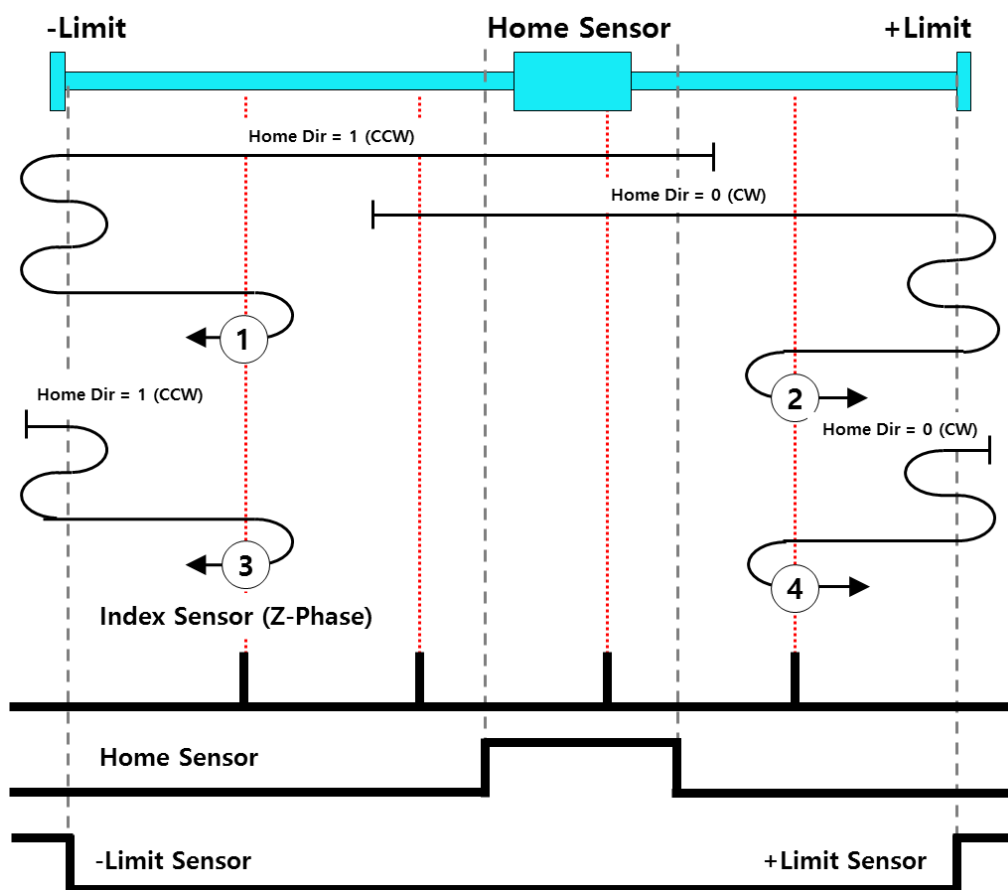 -Limit
Home Sensor
+Limit
Home Dir = 1 (CCW)
Home Dir = 0 (CW)
1
Home Dir = 1 (CCW)
2
Home Dir = 0 (CW)
3
4
Index Sensor (Z-Phase)
Home Sensor
-Limit Sensor
+Limit Sensor